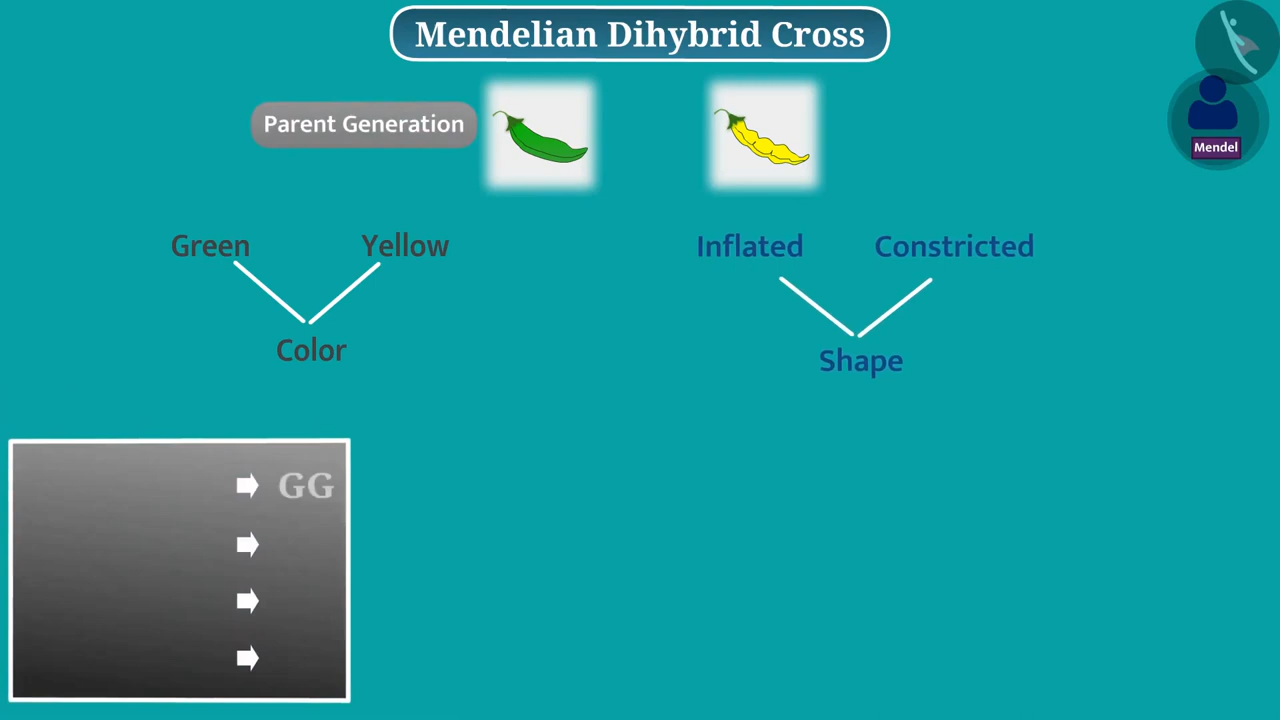 Mendelian Dihybrid Cross
Mendel
Parent Generation
Green Yellow
Inflated Constricted
Color
Shape
GG